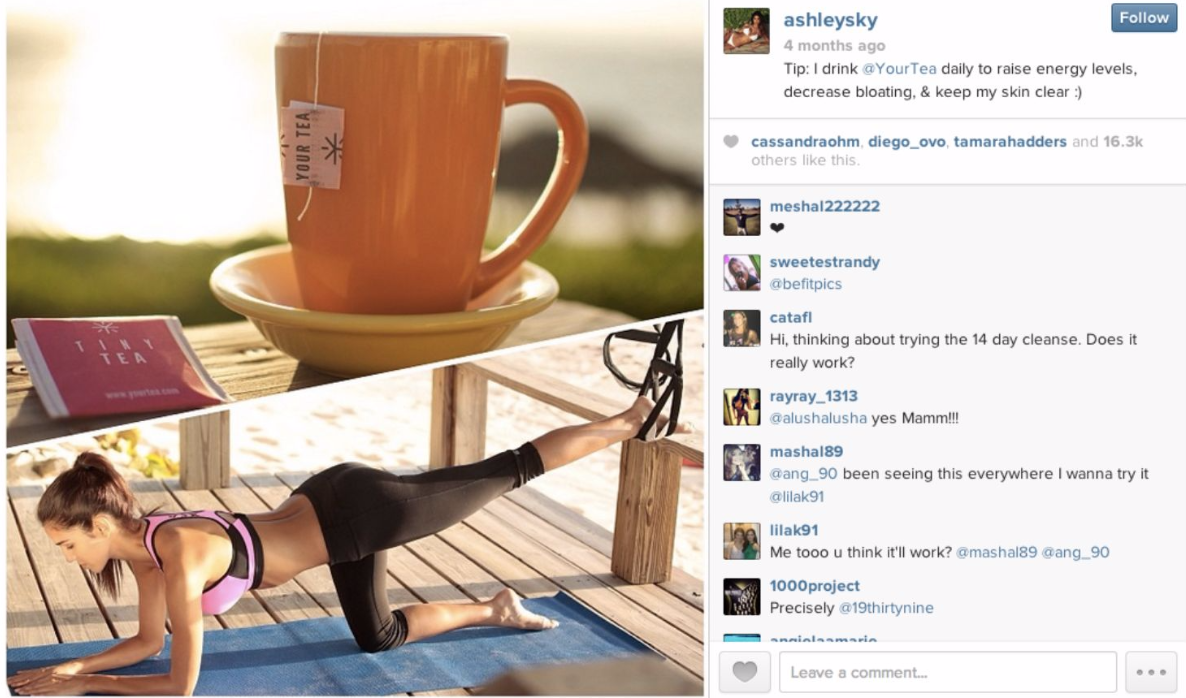 YOUR TEA
TINY
TEA
www.yourtea.com
ashleysky
Follow
4 months ago
Tip: I drink @YourTea daily to raise energy levels,
decrease bloating, & keep my skin clear :)
cassandraohm, diego_ovo, tamarahadders and 16.3k
others like this.
meshal222222
❤
sweetestrandy
@befitpics
catafl
Hi, thinking about trying the 14 day cleanse. Does it
really work?
rayray_1313
@alushalusha yes Mamm!!!
mashal89
@ang_90 been seeing this everywhere I wanna try it
@lilak91
lilak91
Me tooo u think it'll work? @mashal89 @ang_90
1000project
Precisely @19thirtynine
angielaamarie
Leave a comment...